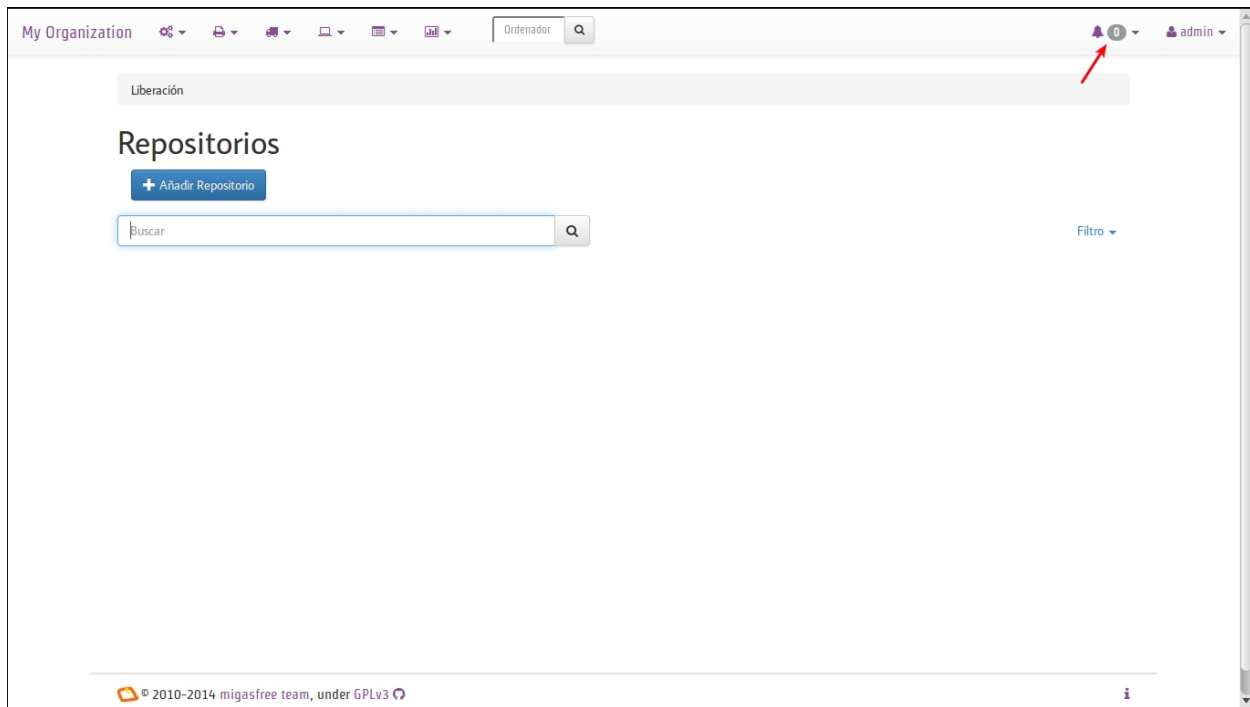 My Organization Ordenador 0 admin
Liberación
Repositorios
Añadir Repositorio
Buscar Filtro
© 2010-2014 migasfree team, under GPLv3